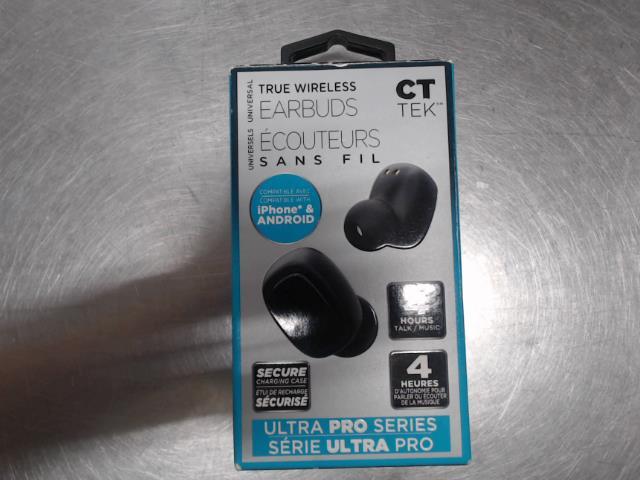 UNIVERSAL
TRUE WIRELESS
EARBUDS
CT
TEK™
UNIVERSELS
ÉCOUTEURS
SANS FIL
COMPATIBLE AVEC
COMPATIBLE WITH
iPhone* &
ANDROID
HOURS
TALK / MUSIC
SECURE
CHARGING CASE
ÉTUI DE RECHARGE
SÉCURISÉ
4
HEURES
D'AUTONOMIE POUR
PARLER OU ÉCOUTER
DE LA MUSIQUE
ULTRA PRO SERIES
SÉRIE ULTRA PRO